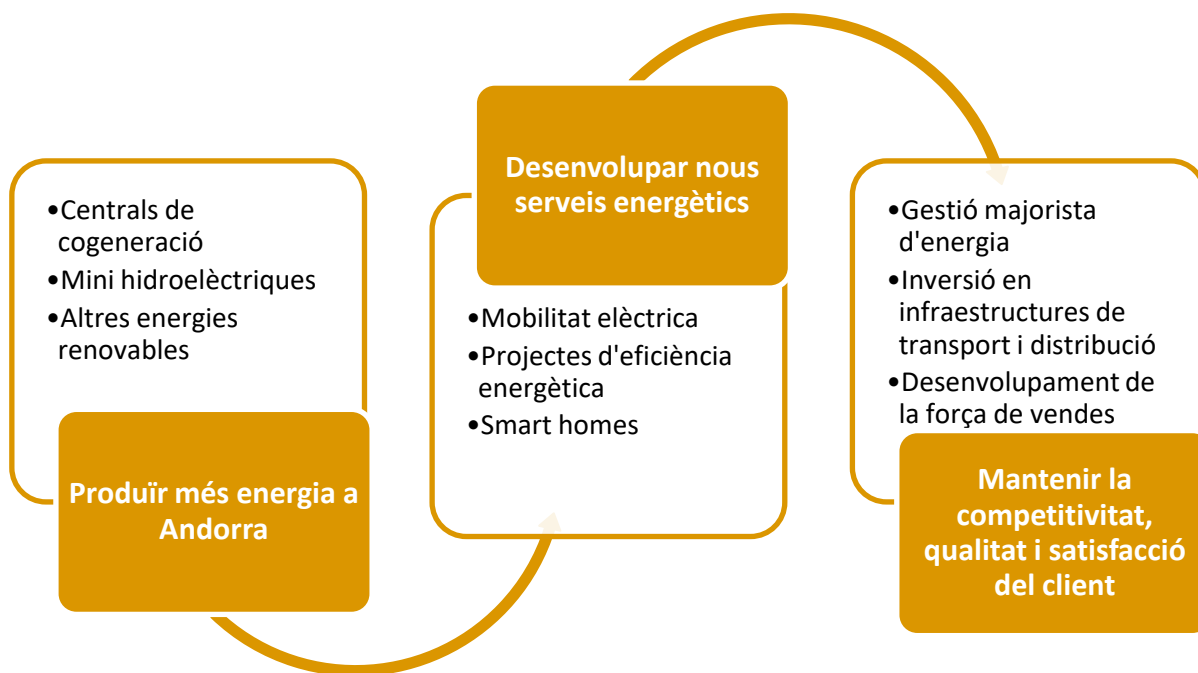 •Centrals de
cogeneració
•Mini hidroelèctriques
•Altres energies
renovables
Produïr més energia a
Andorra
Desenvolupar nous
serveis energètics
•Mobilitat elèctrica
•Projectes d'eficiència
energètica
•Smart homes
•Gestió majorista
d'energia
•Inversió en
infraestructures de
transport i distribució
•Desenvolupament de
la força de vendes
Mantenir la
competitivitat,
qualitat i satisfacció
del client